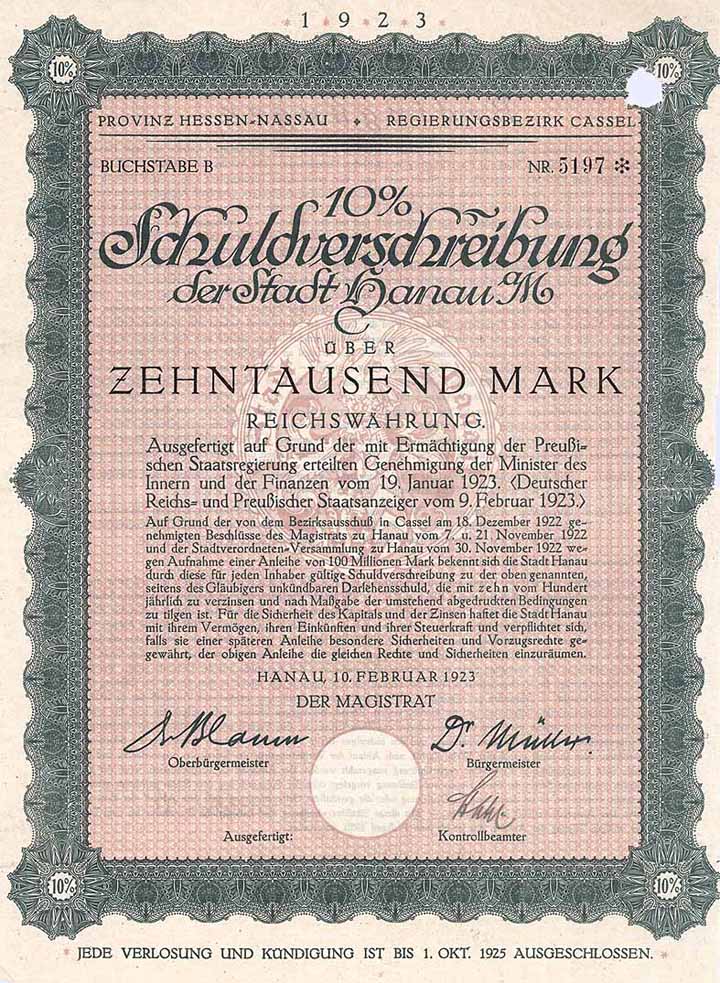 * 1 9 2 3 *
10% 10%
PROVINZ HESSEN-NASSAU ◆ REGIERUNGSBEZIRK CASSEL
BUCHSTABE B NR. 5197 *
10%
Schuldverschreibung
der Stadt Hanau a/M
ÜBER
ZEHNTAUSEND MARK
REICHSWÄHRUNG.
Ausgefertigt auf Grund der mit Ermächtigung der Preußi-
schen Staatsregierung erteilten Genehmigung der Minister des
Innern und der Finanzen vom 19. Januar 1923. <Deutscher
Reichs- und Preußischer Staatsanzeiger vom 9. Februar 1923.>
Auf Grund der von dem Bezirksausschuß in Cassel am 18. Dezember 1922 ge-
nehmigten Beschlüsse des Magistrats zu Hanau vom 7. u. 21. November 1922
und der Stadtverordneten-Versammlung zu Hanau vom 30. November 1922 we-
gen Aufnahme einer Anleihe von 100 Millionen Mark bekennt sich die Stadt Hanau
durch diese für jeden Inhaber gültige Schuldverschreibung zu der oben genannten,
seitens des Gläubigers unkündbaren Darlehensschuld, die mit zehn vom Hundert
jährlich zu verzinsen und nach Maßgabe der umstehend abgedruckten Bedingungen
zu tilgen ist. Für die Sicherheit des Kapitals und der Zinsen haftet die Stadt Hanau
mit ihrem Vermögen, ihren Einkünften und ihrer Steuerkraft und verpflichtet sich,
falls sie einer späteren Anleihe besondere Sicherheiten und Vorzugsrechte ge-
gewährt, der obigen Anleihe die gleichen Rechte und Sicherheiten einzuräumen.
HANAU, 10. FEBRUAR 1923
DER MAGISTRAT
Blaum Dr. Müller
Oberbürgermeister Bürgermeister
Ausgefertigt: Kontrollbeamter
10% 10%
* JEDE VERLOSUNG UND KÜNDIGUNG IST BIS 1. OKT. 1925 AUSGESCHLOSSEN. *